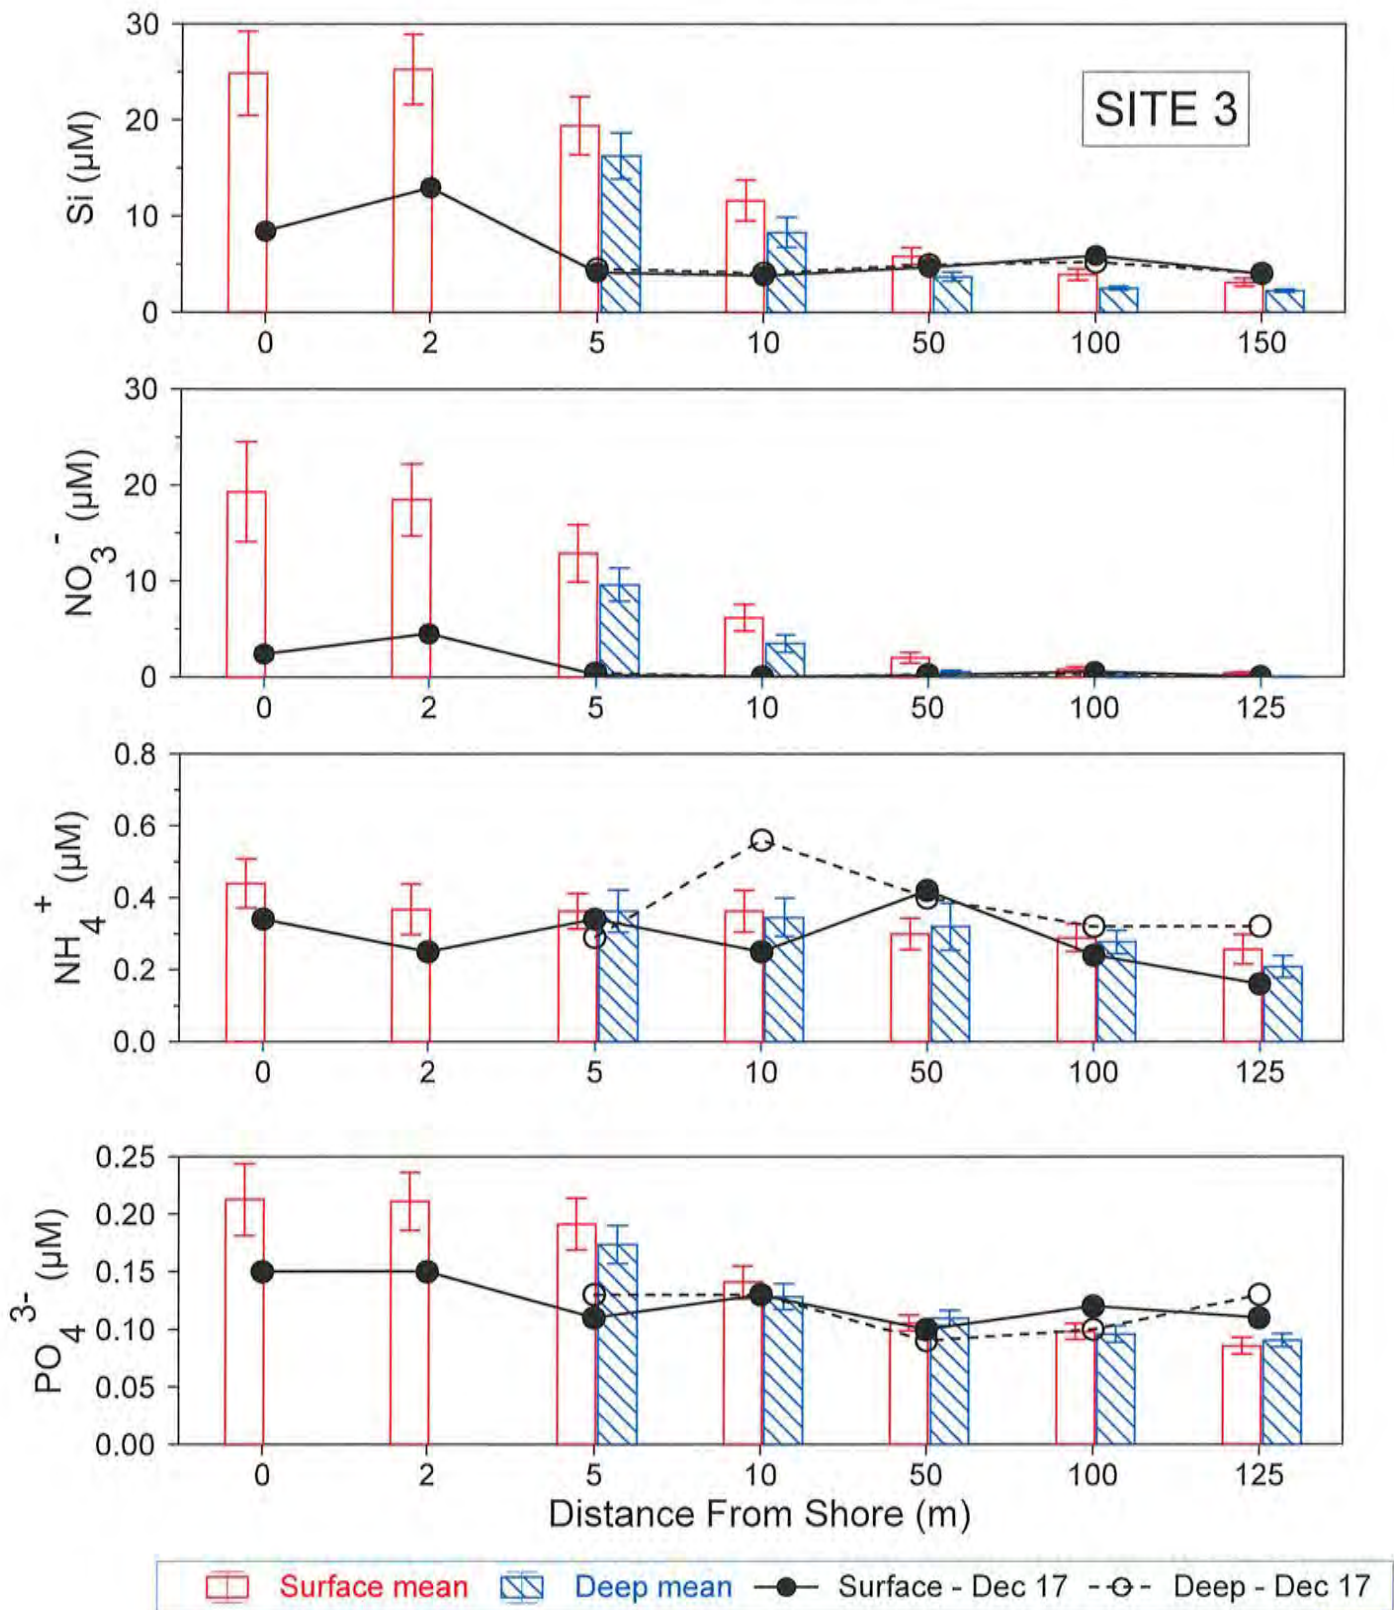 SITE 3
Si (µM)
30
20
10
0
0 2 5 10 50 100 150
NO3- (µM)
30
20
10
0
0 2 5 10 50 100 125
NH4+ (µM)
0.8
0.6
0.4
0.2
0.0
0 2 5 10 50 100 125
PO4 3- (µM)
0.25
0.20
0.15
0.10
0.05
0.00
0 2 5 10 50 100 125
Distance From Shore (m)
Surface mean Deep mean Surface - Dec 17 Deep - Dec 17